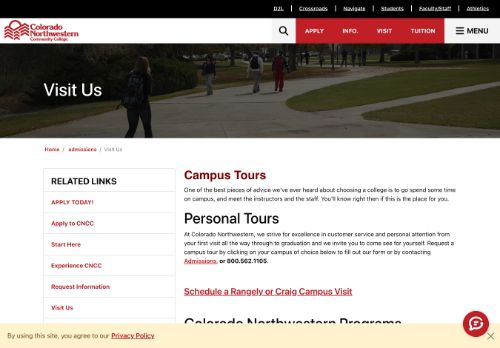 D2L
Crossroads
Navigate
Students
Faculty/Staff
Athletics
Colorado
Northwestern
Community College
APPLY
INFO.
VISIT
TUITION
MENU
Visit Us
Home / admissions / Visit Us
RELATED LINKS
APPLY TODAY!
Apply to CNCC
Start Here
Experience CNCC
Request Information
Visit Us
Campus Tours
One of the best pieces of advice we've ever heard about choosing a college is to go spend some time
on campus, and meet the instructors and the staff. You'll know right then if this is the place for you.
Personal Tours
At Colorado Northwestern, we strive for excellence in customer service and personal attention from
your first visit all the way through to graduation and we invite you to come see for yourself. Request a
campus tour by clicking on your campus of choice below to fill out our form or by contacting
Admissions, or 800.562.1105.
Schedule a Rangely or Craig Campus Visit
Colorado Northwestern Programs
By using this site, you agree to our Privacy Policy